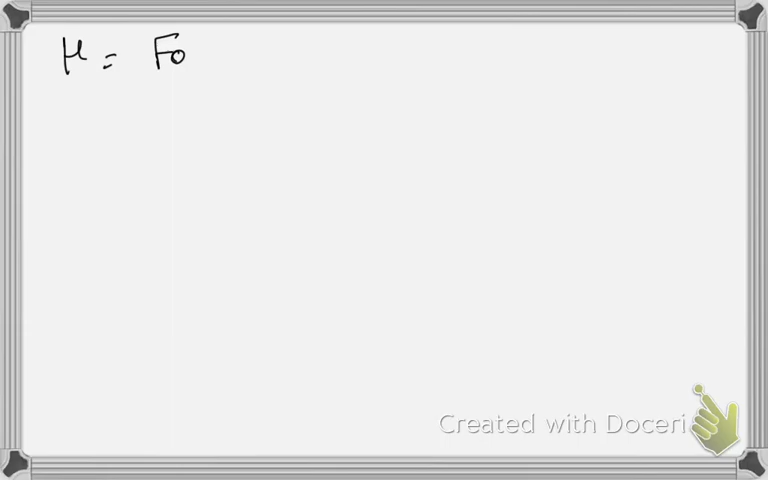 μ = Fo
Created with Doceri